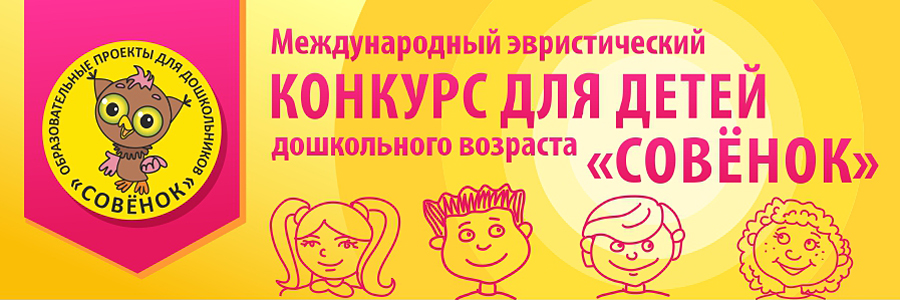 ОБРАЗОВАТЕЛЬНЫЕ ПРОЕКТЫ ДЛЯ ДОШКОЛЬНИКОВ
«СОВЁНОК»
Международный эвристический
КОНКУРС ДЛЯ ДЕТЕЙ
дошкольного возраста
«СОВЁНОК»